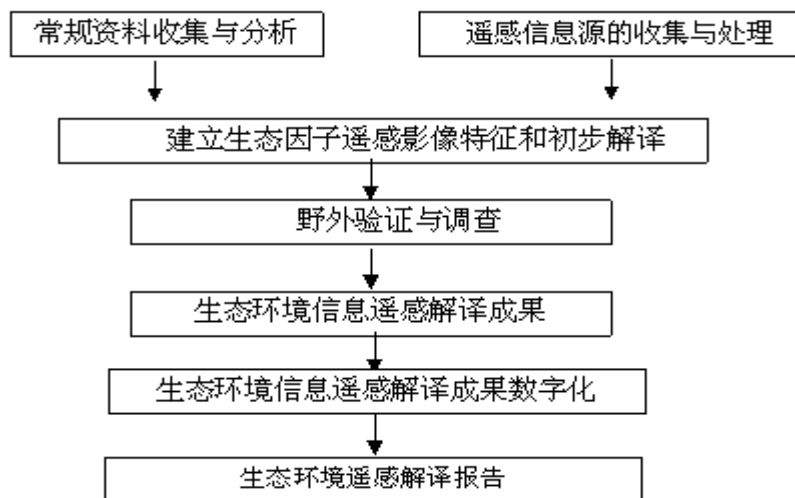 常规资料收集与分析
遥感信息源的收集与处理
建立生态因子遥感影像特征和初步解译
野外验证与调查
生态环境信息遥感解译成果
生态环境信息遥感解译成果数字化
生态环境遥感解译报告